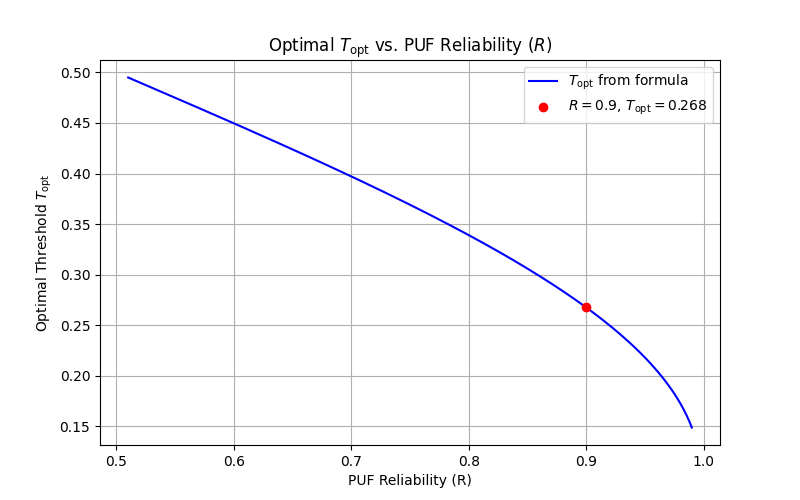 Optimal T_opt vs. PUF Reliability (R)
T_opt from formula
R = 0.9, T_opt = 0.268
Optimal Threshold T_opt
0.50
0.45
0.40
0.35
0.30
0.25
0.20
0.15
0.5 0.6 0.7 0.8 0.9 1.0
PUF Reliability (R)